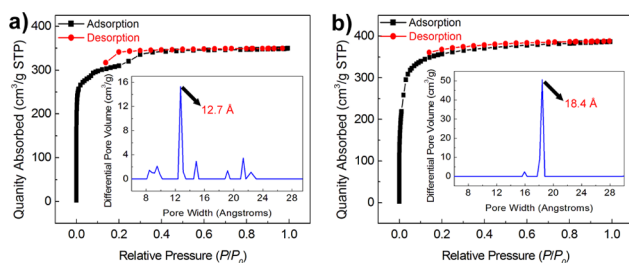 a)
Adsorption
Desorption
Quanity Absorbed (cm³/g STP)
400
300
200
100
0
0.0 0.2 0.4 0.6 0.8 1.0
Relative Pressure (P/P₀)
Differential Pore Volume (cm³/g)
16
12
8
4
0
12.7 Å
8 12 16 20 24 28
Pore Width (Angstroms)
b)
Adsorption
Desorption
Quanity Absorbed (cm³/g STP)
400
300
200
100
0
0.0 0.2 0.4 0.6 0.8 1.0
Relative Pressure (P/P₀)
Differential Pore Volume (cm³/g)
50
40
30
20
10
0
18.4 Å
8 12 16 20 24 28
Pore Width (Angstroms)